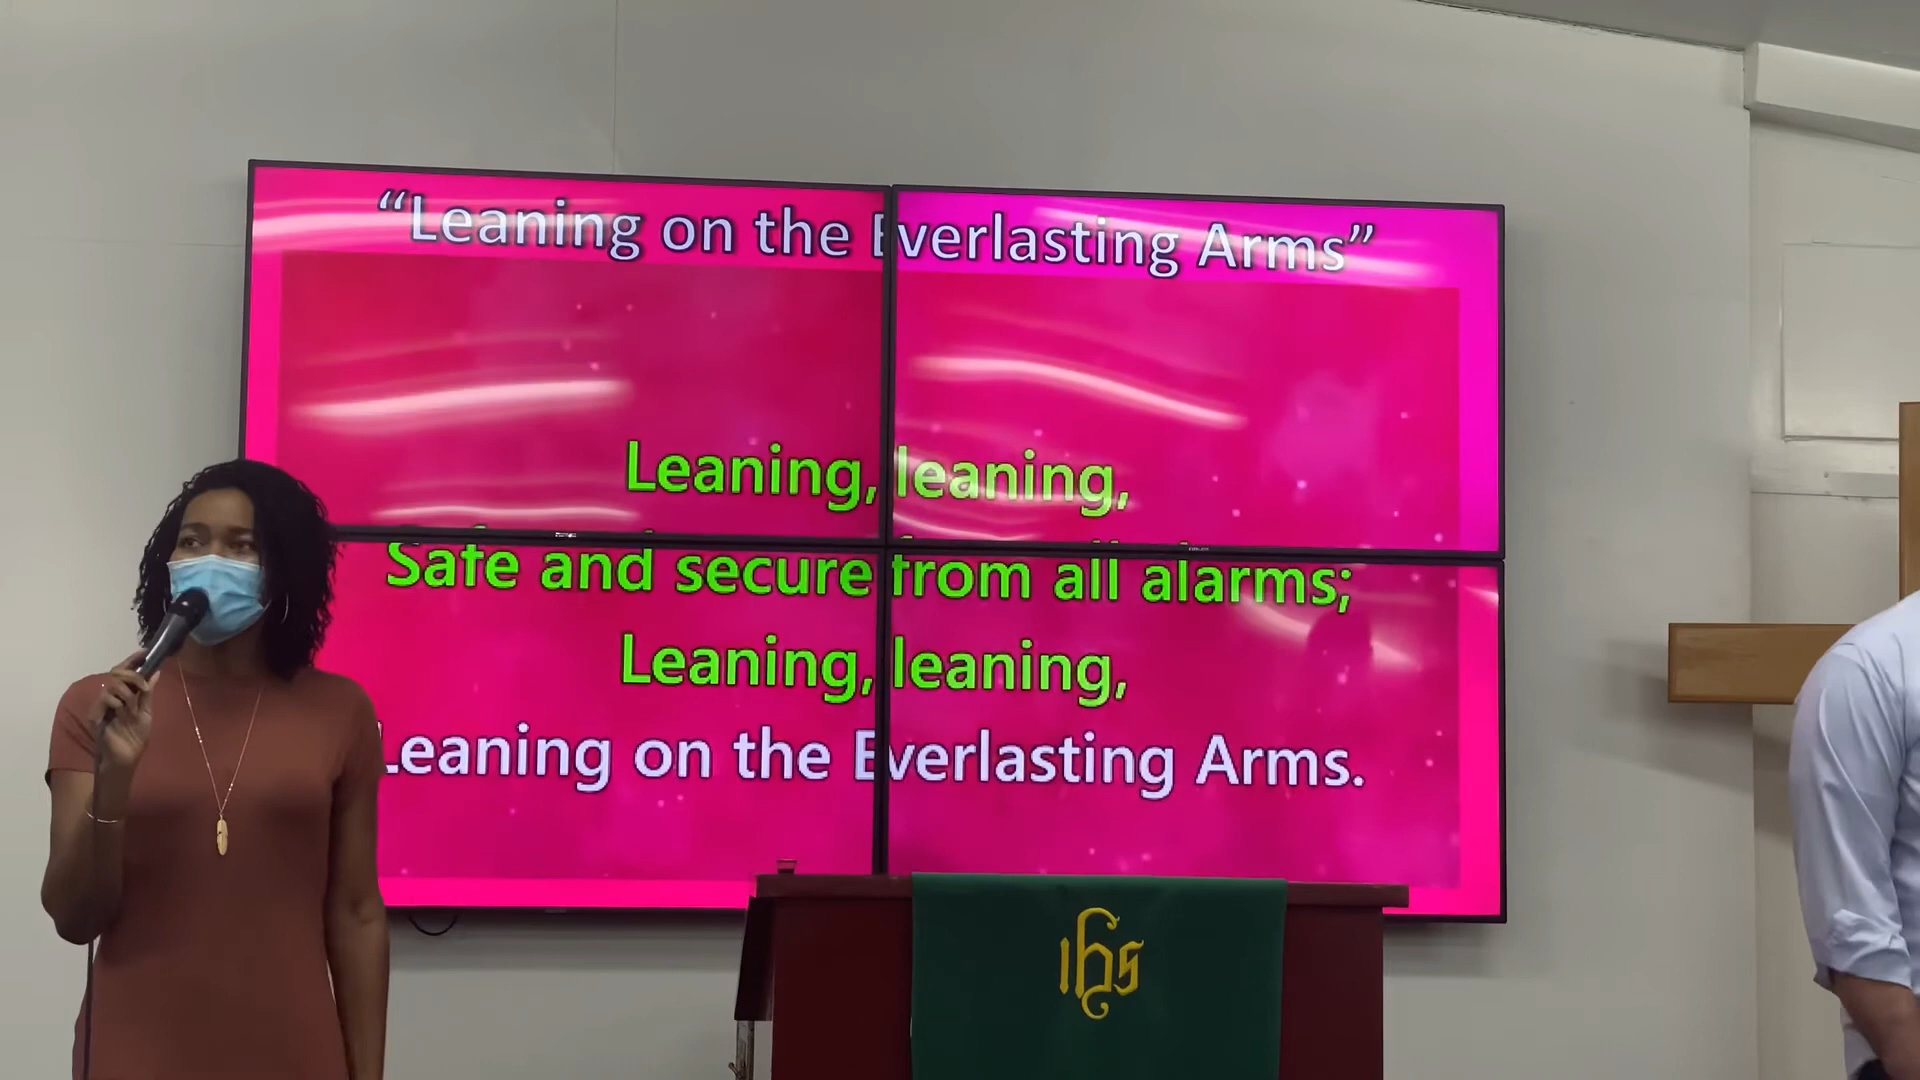 “Leaning on the Everlasting Arms”
Leaning, leaning,
Safe and secure from all alarms;
Leaning, leaning,
Leaning on the Everlasting Arms.
ihs